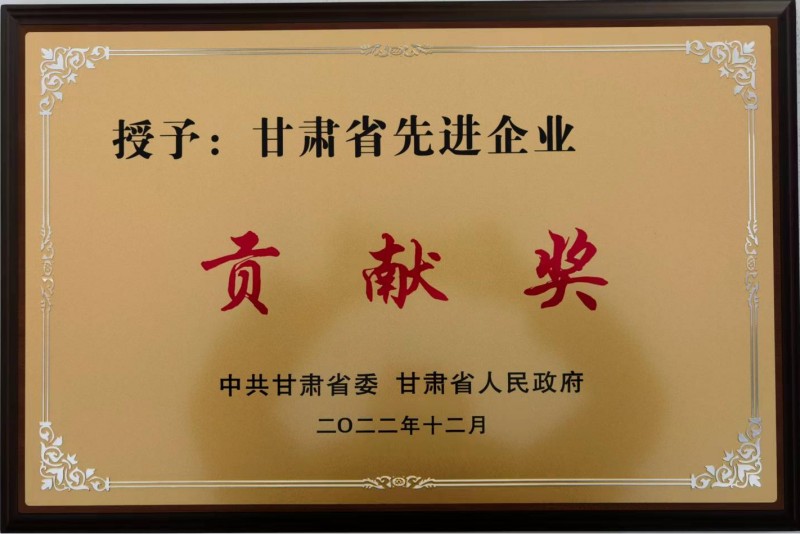 授予：甘肃省先进企业
贡献奖
中共甘肃省委 甘肃省人民政府
二〇二二年十二月